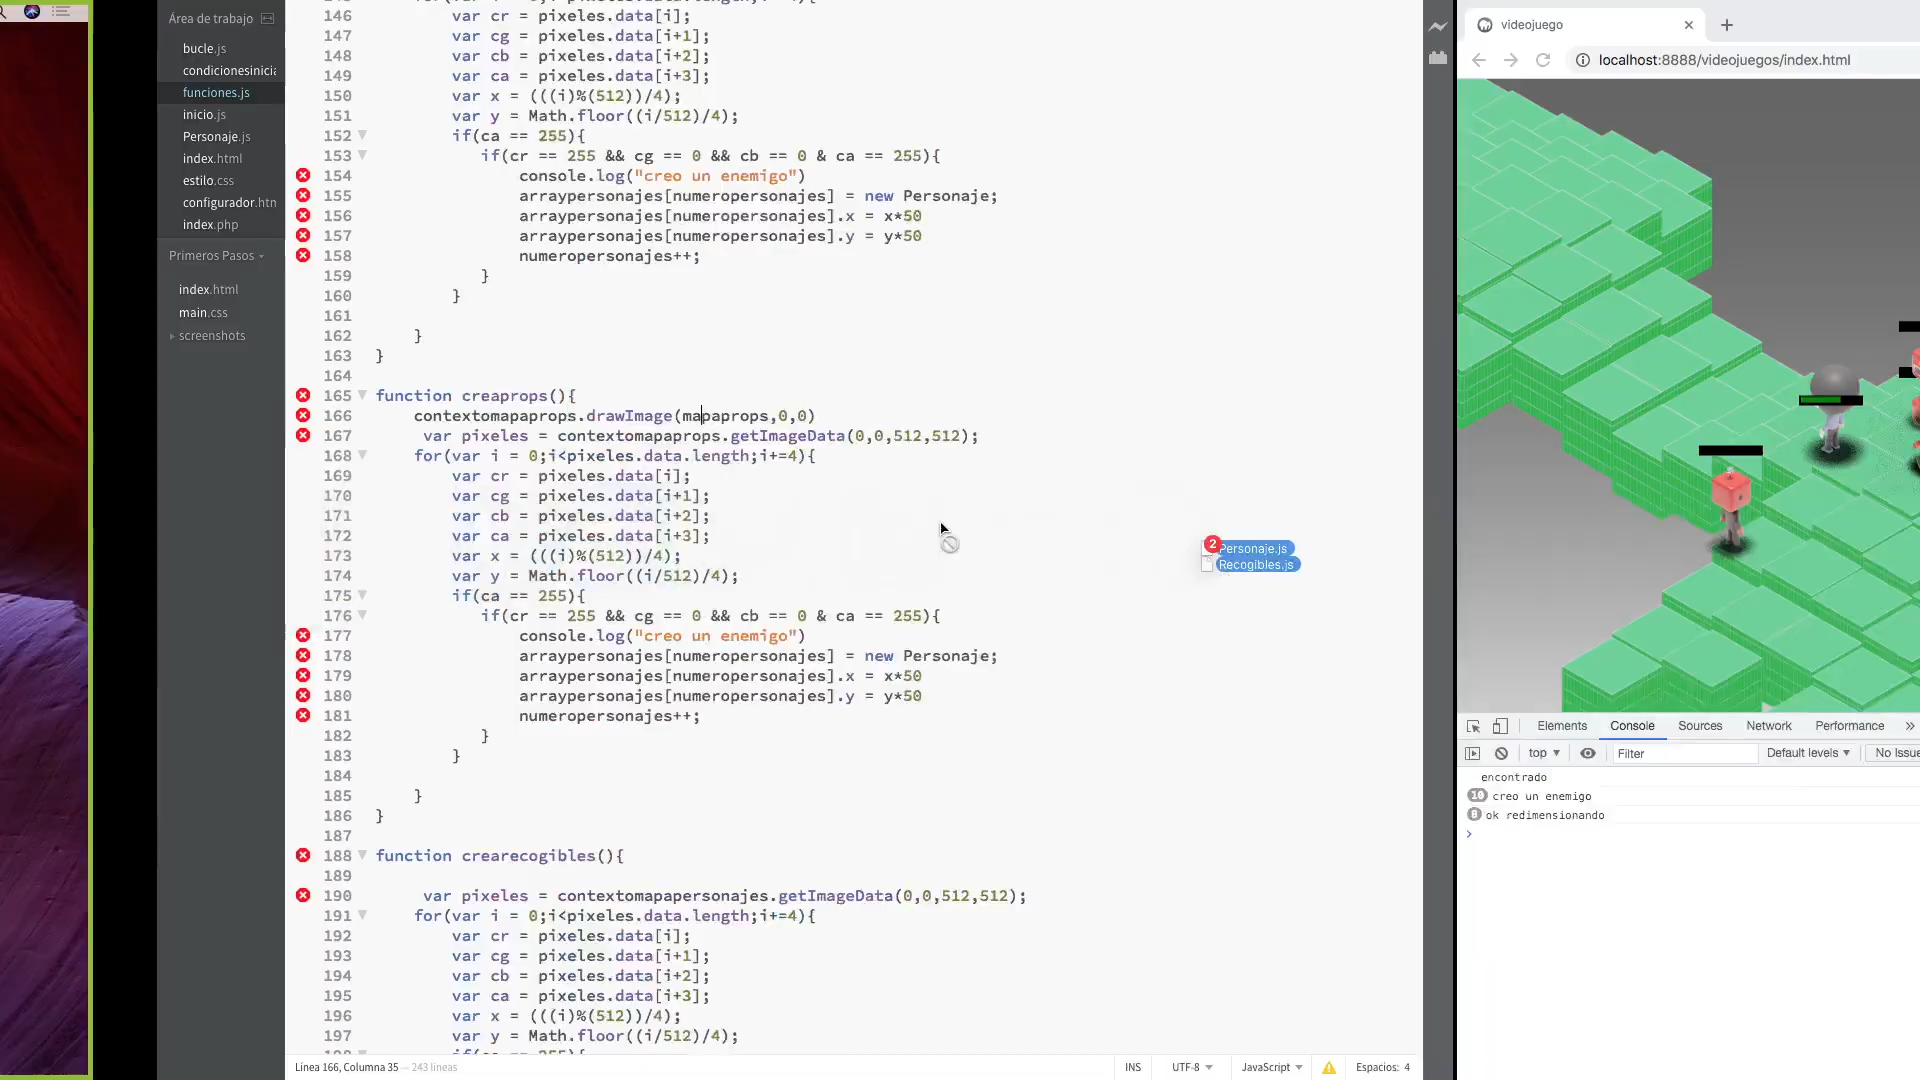 Área de trabajo
bucle.js
condicionesinicia
funciones.js
inicio.js
Personaje.js
index.html
estilo.css
configurador.htm
index.php
Primeros Pasos
index.html
main.css
screenshots
146 var cr = pixeles.data[i];
147 var cg = pixeles.data[i+1];
148 var cb = pixeles.data[i+2];
149 var ca = pixeles.data[i+3];
150 var x = (((i)%(512))/4);
151 var y = Math.floor((i/512)/4);
152 if(ca == 255){
153 if(cr == 255 && cg == 0 && cb == 0 & ca == 255){
154 console.log("creo un enemigo")
155 arraypersonajes[numeropersonajes] = new Personaje;
156 arraypersonajes[numeropersonajes].x = x*50
157 arraypersonajes[numeropersonajes].y = y*50
158 numeropersonajes++;
159 }
160 }
161
162 }
163 }
164
165 function creaprops(){
166 contextomapaprops.drawImage(mapaprops,0,0)
167 var pixeles = contextomapaprops.getImageData(0,0,512,512);
168 for(var i = 0;i<pixeles.data.length;i+=4){
169 var cr = pixeles.data[i];
170 var cg = pixeles.data[i+1];
171 var cb = pixeles.data[i+2];
172 var ca = pixeles.data[i+3];
173 var x = (((i)%(512))/4);
174 var y = Math.floor((i/512)/4);
175 if(ca == 255){
176 if(cr == 255 && cg == 0 && cb == 0 & ca == 255){
177 console.log("creo un enemigo")
178 arraypersonajes[numeropersonajes] = new Personaje;
179 arraypersonajes[numeropersonajes].x = x*50
180 arraypersonajes[numeropersonajes].y = y*50
181 numeropersonajes++;
182 }
183 }
184
185 }
186 }
187
188 function crearecogibles(){
189
190 var pixeles = contextomapapersonajes.getImageData(0,0,512,512);
191 for(var i = 0;i<pixeles.data.length;i+=4){
192 var cr = pixeles.data[i];
193 var cg = pixeles.data[i+1];
194 var cb = pixeles.data[i+2];
195 var ca = pixeles.data[i+3];
196 var x = (((i)%(512))/4);
197 var y = Math.floor((i/512)/4);
Línea 166, Columna 35 — 243 líneas
INS UTF-8 JavaScript Espacios: 4
2
Personaje.js
Recogibles.js
videojuego
localhost:8888/videojuegos/index.html
Elements Console Sources Network Performance »
top Filter Default levels No Issue
encontrado
10 creo un enemigo
8 ok redimensionando